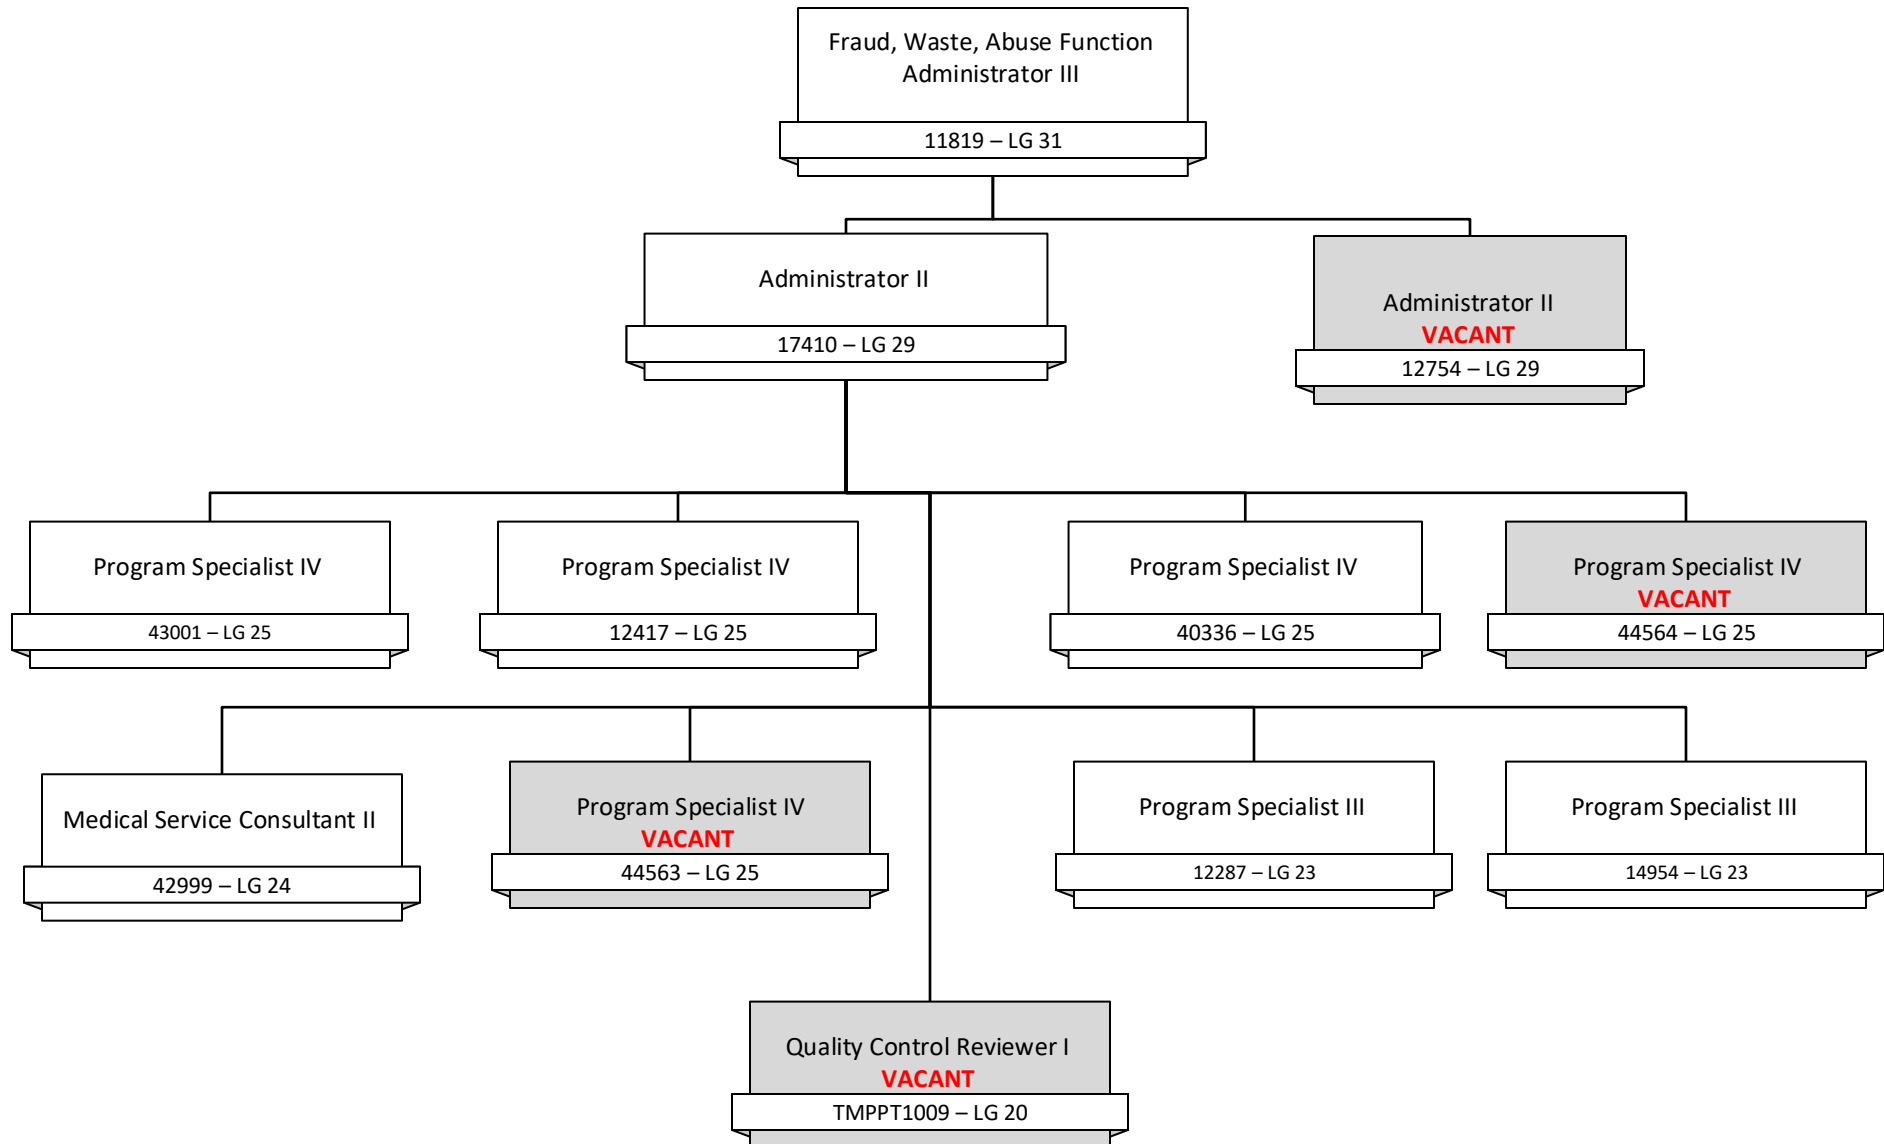 Fraud, Waste, Abuse Function
Administrator III
11819 – LG 31
Administrator II
17410 – LG 29
Administrator II
VACANT
12754 – LG 29
Program Specialist IV
43001 – LG 25
Program Specialist IV
12417 – LG 25
Program Specialist IV
40336 – LG 25
Program Specialist IV
VACANT
44564 – LG 25
Medical Service Consultant II
42999 – LG 24
Program Specialist IV
VACANT
44563 – LG 25
Program Specialist III
12287 – LG 23
Program Specialist III
14954 – LG 23
Quality Control Reviewer I
VACANT
TMPPT1009 – LG 20